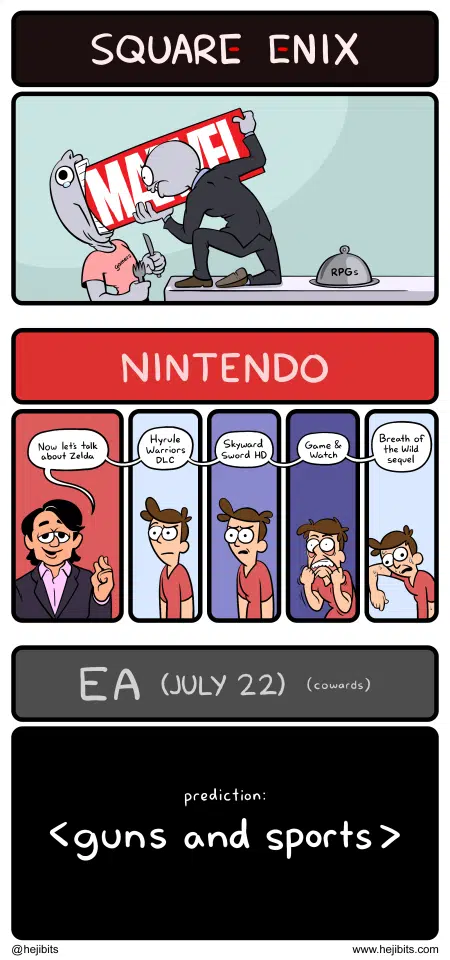 SQUARE ENIX
MARVEL
GAMERS
RPGs
NINTENDO
Now let's talk
about Zelda
Hyrule
Warriors
DLC
Skyward
Sword HD
Game &
Watch
Breath of
the Wild
sequel
EA (JULY 22) (cowards)
prediction:
<guns and sports>
@hejibits
www.hejibits.com